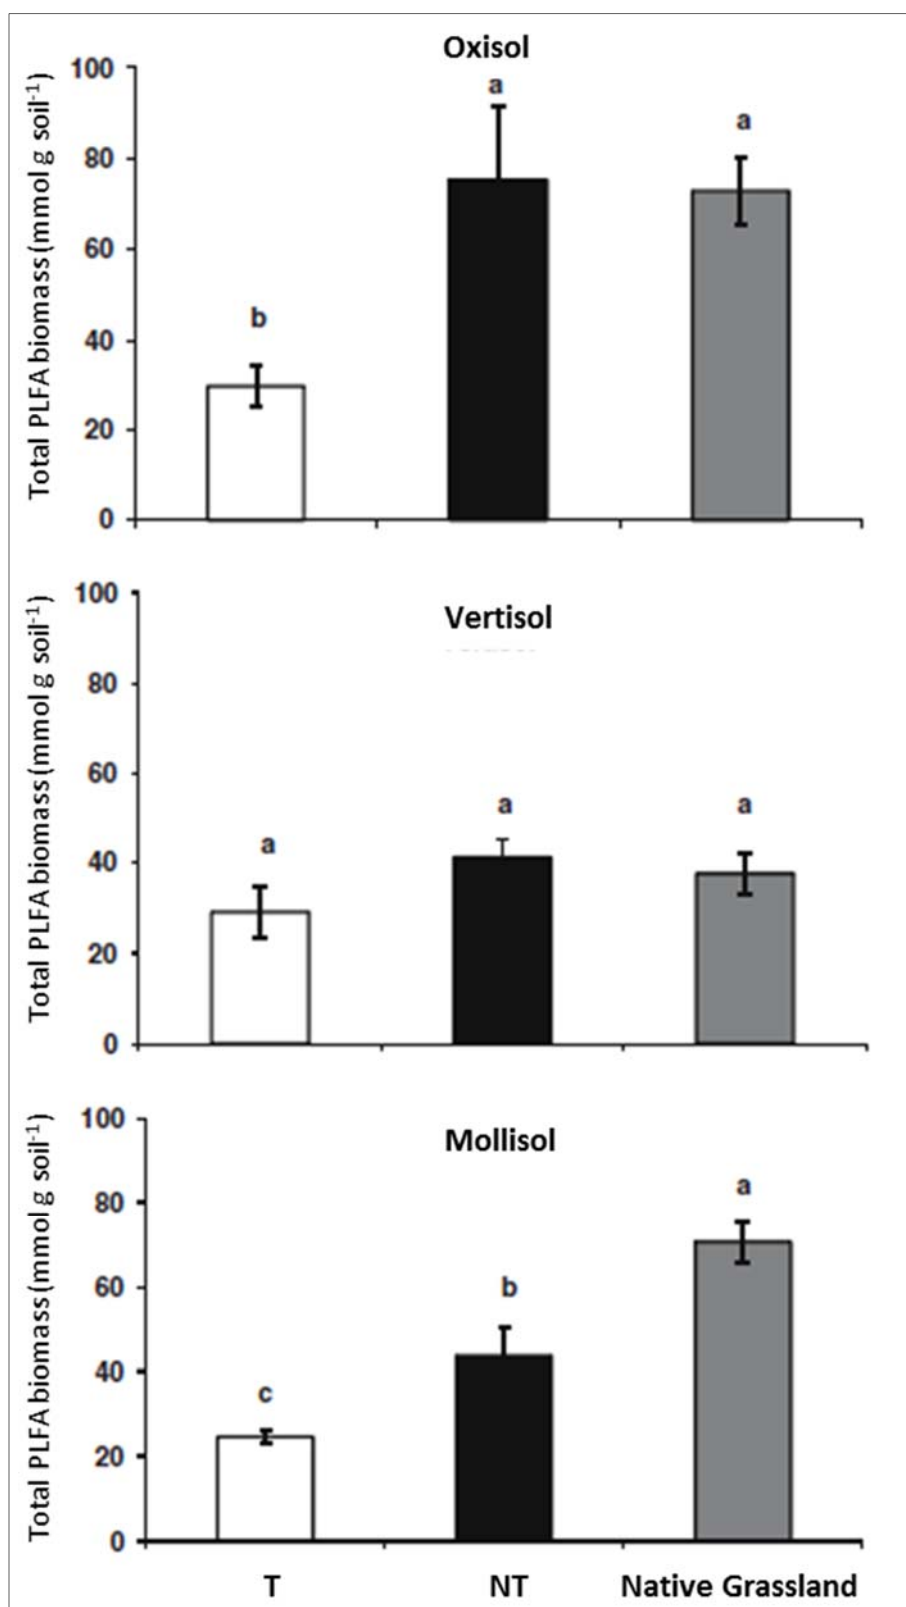 Oxisol
Total PLFA biomass (mmol g soil-1)
100
80
60
40
20
0
b
a
a
Vertisol
Total PLFA biomass (mmol g soil-1)
100
80
60
40
20
0
a
a
a
Mollisol
Total PLFA biomass (mmol g soil-1)
100
80
60
40
20
0
c
b
a
T NT Native Grassland